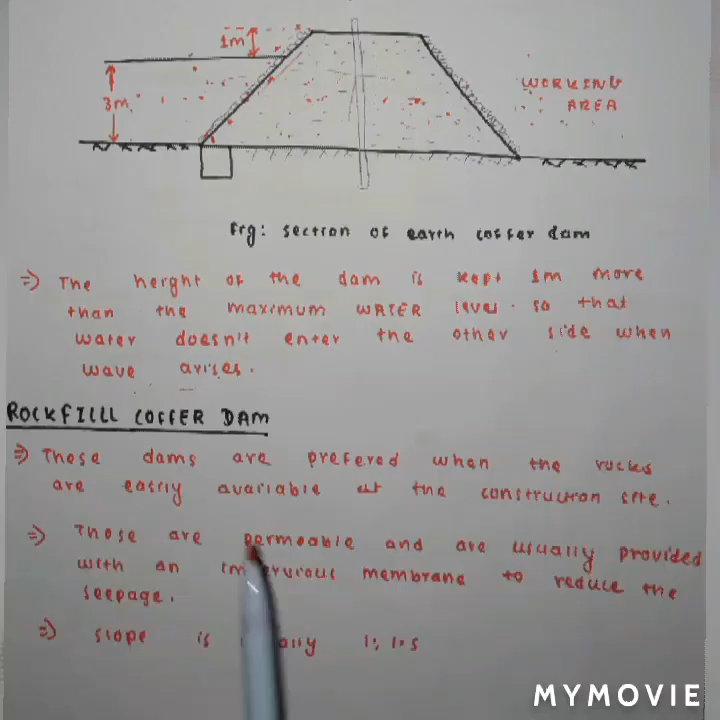 1m
3m
WORKING
AREA
Fig: section of earth coffer dam
=> The height of the dam is kept 1m more
than the maximum WATER level. so that
water doesn't enter the other side when
wave arises.
ROCKFILLL COFFER DAM
=> These dams are prefered when the rocks
are easily available at the construction site.
=> These are permeable and are usually provided
with an impervious membrane to reduce the
seepage.
=> slope is 1:1.5
MYMOVIE